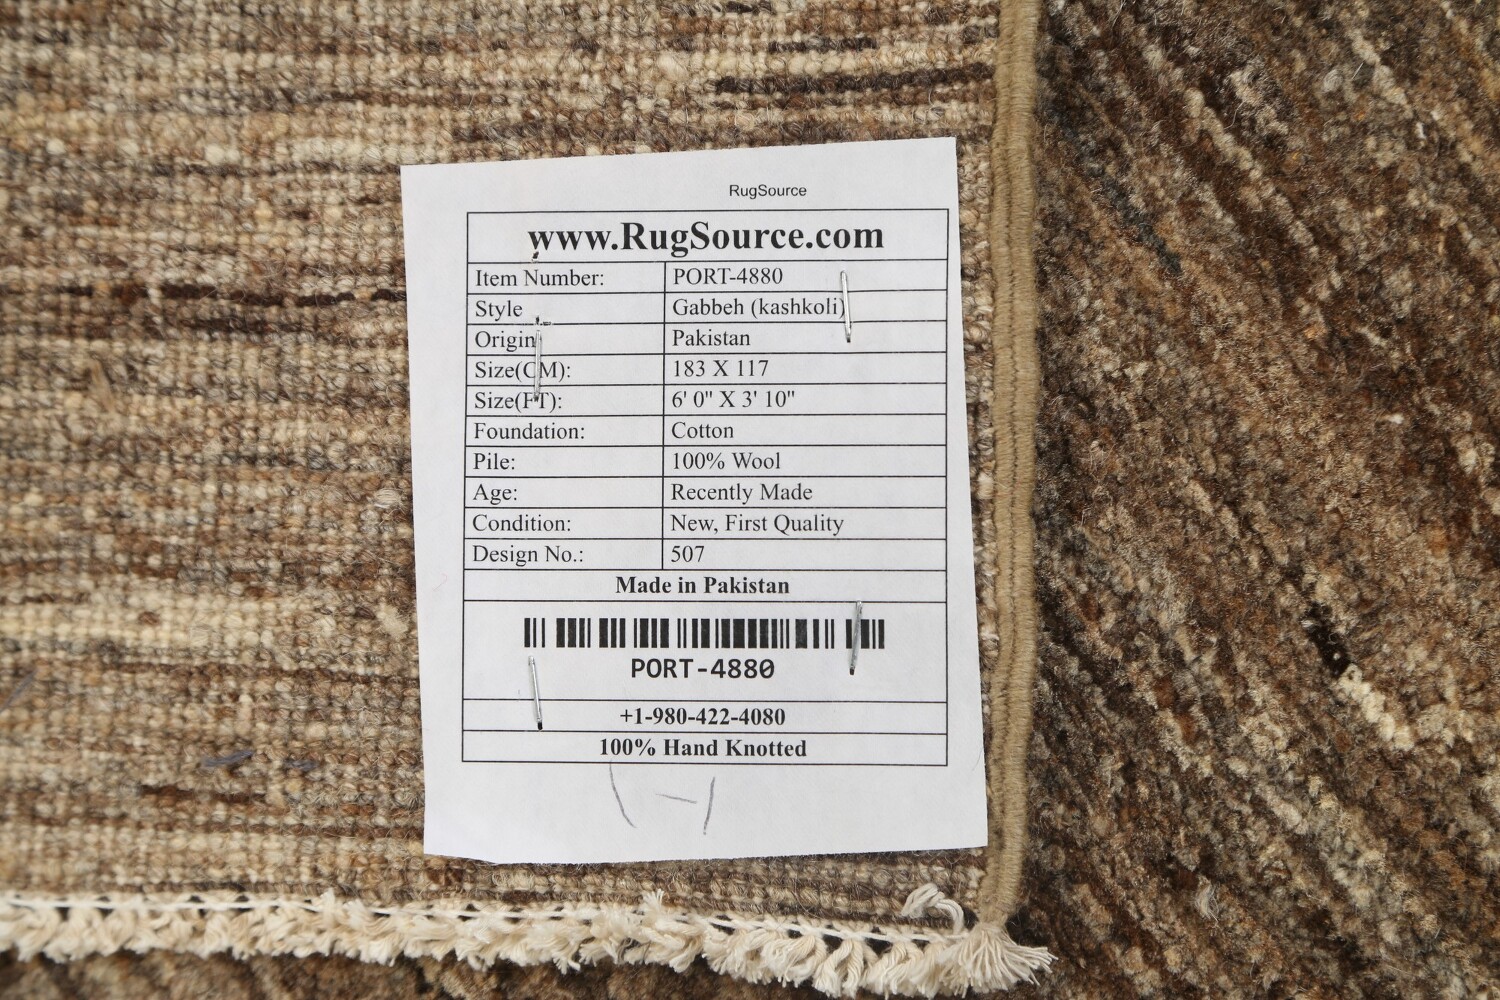 RugSource
www.RugSource.com
Item Number: PORT-4880
Style Gabbeh (kashkoli)
Origin Pakistan
Size(CM): 183 X 117
Size(FT): 6' 0" X 3' 10"
Foundation: Cotton
Pile: 100% Wool
Age: Recently Made
Condition: New, First Quality
Design No.: 507
Made in Pakistan
PORT-4880
+1-980-422-4080
100% Hand Knotted
(-)